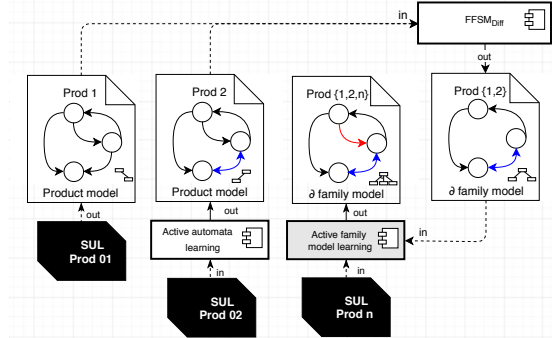 in
FFSM_Diff
out
Prod 1
Prod 2
Prod {1,2,n}
Prod {1,2}
Product model
Product model
∂ family model
∂ family model
out
out
out
in
SUL
Prod 01
Active automata
learning
Active family
model learning
in
in
SUL
Prod 02
SUL
Prod n